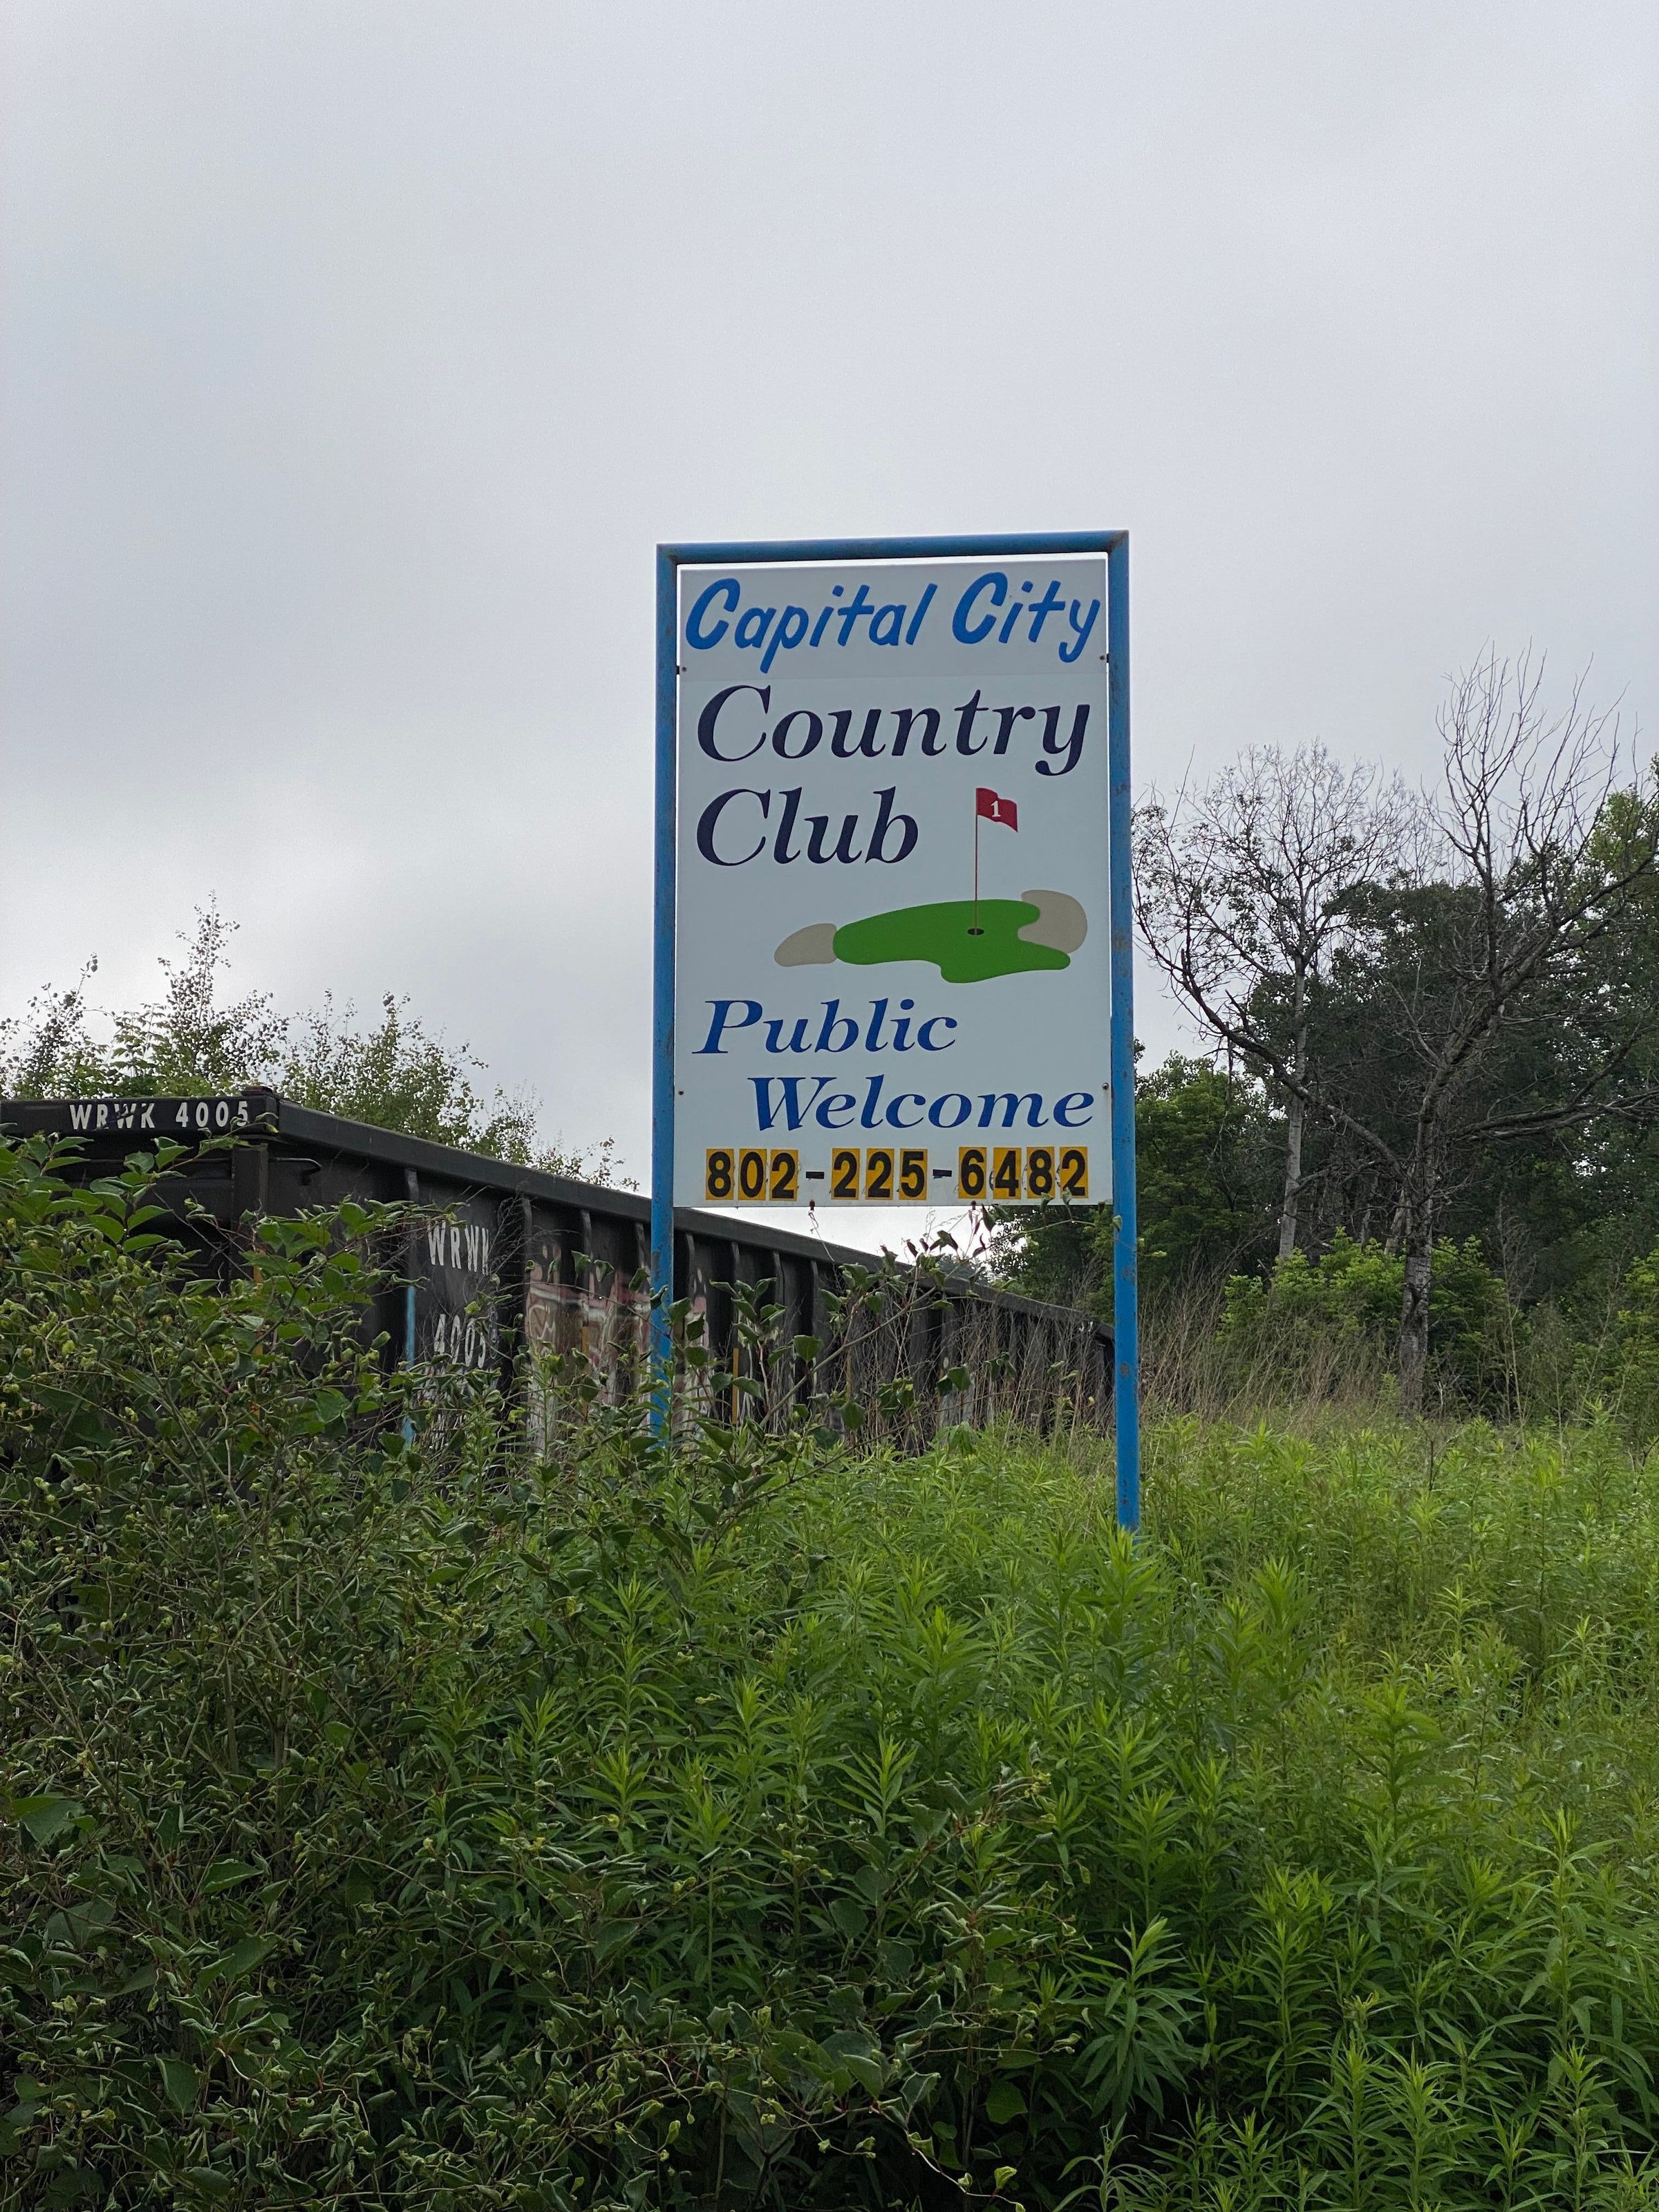 Capital City
Country
Club
1
Public
Welcome
802-225-6482
WRWK 4005
WRWK
4005